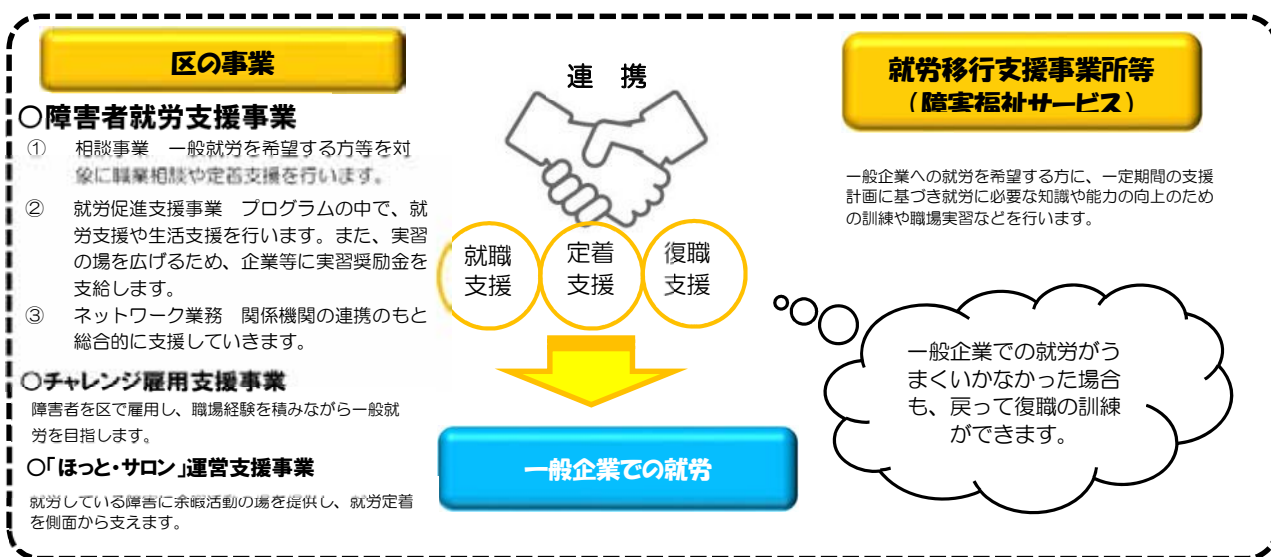 区の事業
○障害者就労支援事業
① 相談事業 一般就労を希望する方等を対
象に職業相談や定着支援を行います。
② 就労促進支援事業 プログラムの中で、就
労支援や生活支援を行います。また、実習
の場を広げるため、企業等に実習奨励金を
支給します。
③ ネットワーク業務 関係機関の連携のもと
総合的に支援していきます。
○チャレンジ雇用支援事業
障害者を区で雇用し、職場経験を積みながら一般就
労を目指します。
○「ほっと・サロン」運営支援事業
就労している障害に余暇活動の場を提供し、就労定着
を側面から支えます。
連 携
就職
支援
定着
支援
復職
支援
一般企業での就労
就労移行支援事業所等
(障害福祉サービス)
一般企業への就労を希望する方に、一定期間の支援
計画に基づき就労に必要な知識や能力の向上のため
の訓練や職場実習などを行います。
一般企業での就労がう
まくいかなかった場合
も、戻って復職の訓練
ができます。